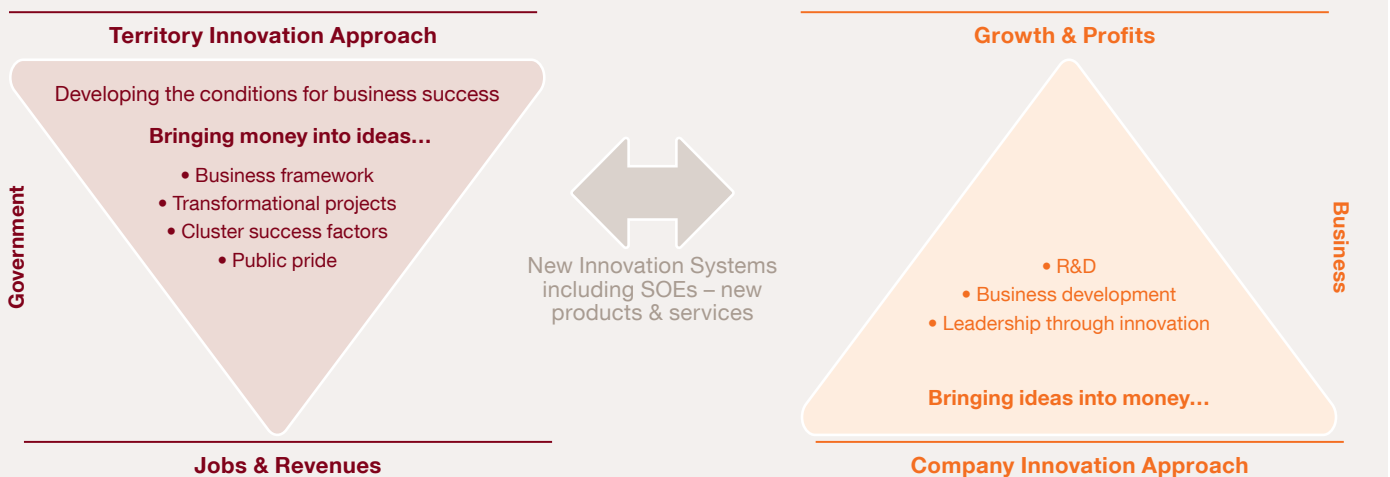 Territory Innovation Approach
Developing the conditions for business success
Bringing money into ideas…
• Business framework
• Transformational projects
• Cluster success factors
• Public pride
Government
Jobs & Revenues
New Innovation Systems
including SOEs – new
products & services
Growth & Profits
• R&D
• Business development
• Leadership through innovation
Bringing ideas into money…
Business
Company Innovation Approach